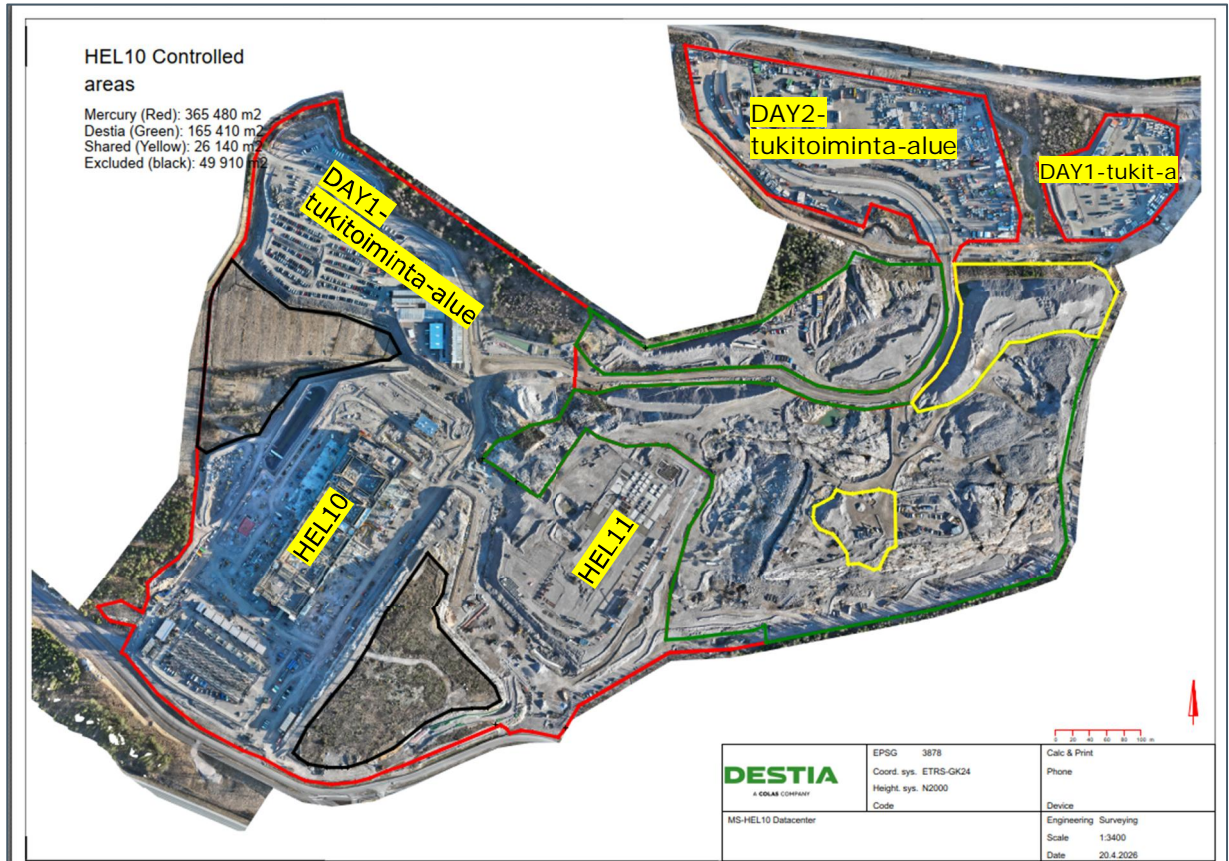 HEL10 Controlled
areas
Mercury (Red): 365 480 m2
Destia (Green): 165 410 m2
Shared (Yellow): 26 140 m2
Excluded (black): 49 910 m2
DAY2-
tukitoiminta-alue
DAY1-tukit-a
DAY1-
tukitoiminta-alue
HEL10
HEL11
0 20 40 60 80 100 m
DESTIA
A COLAS COMPANY
EPSG 3878
Coord. sys. ETRS-GK24
Height. sys. N2000
Code
Calc & Print
Phone
Device
MS-HEL10 Datacenter
Engineering Surveying
Scale 1:3400
Date 20.4.2026